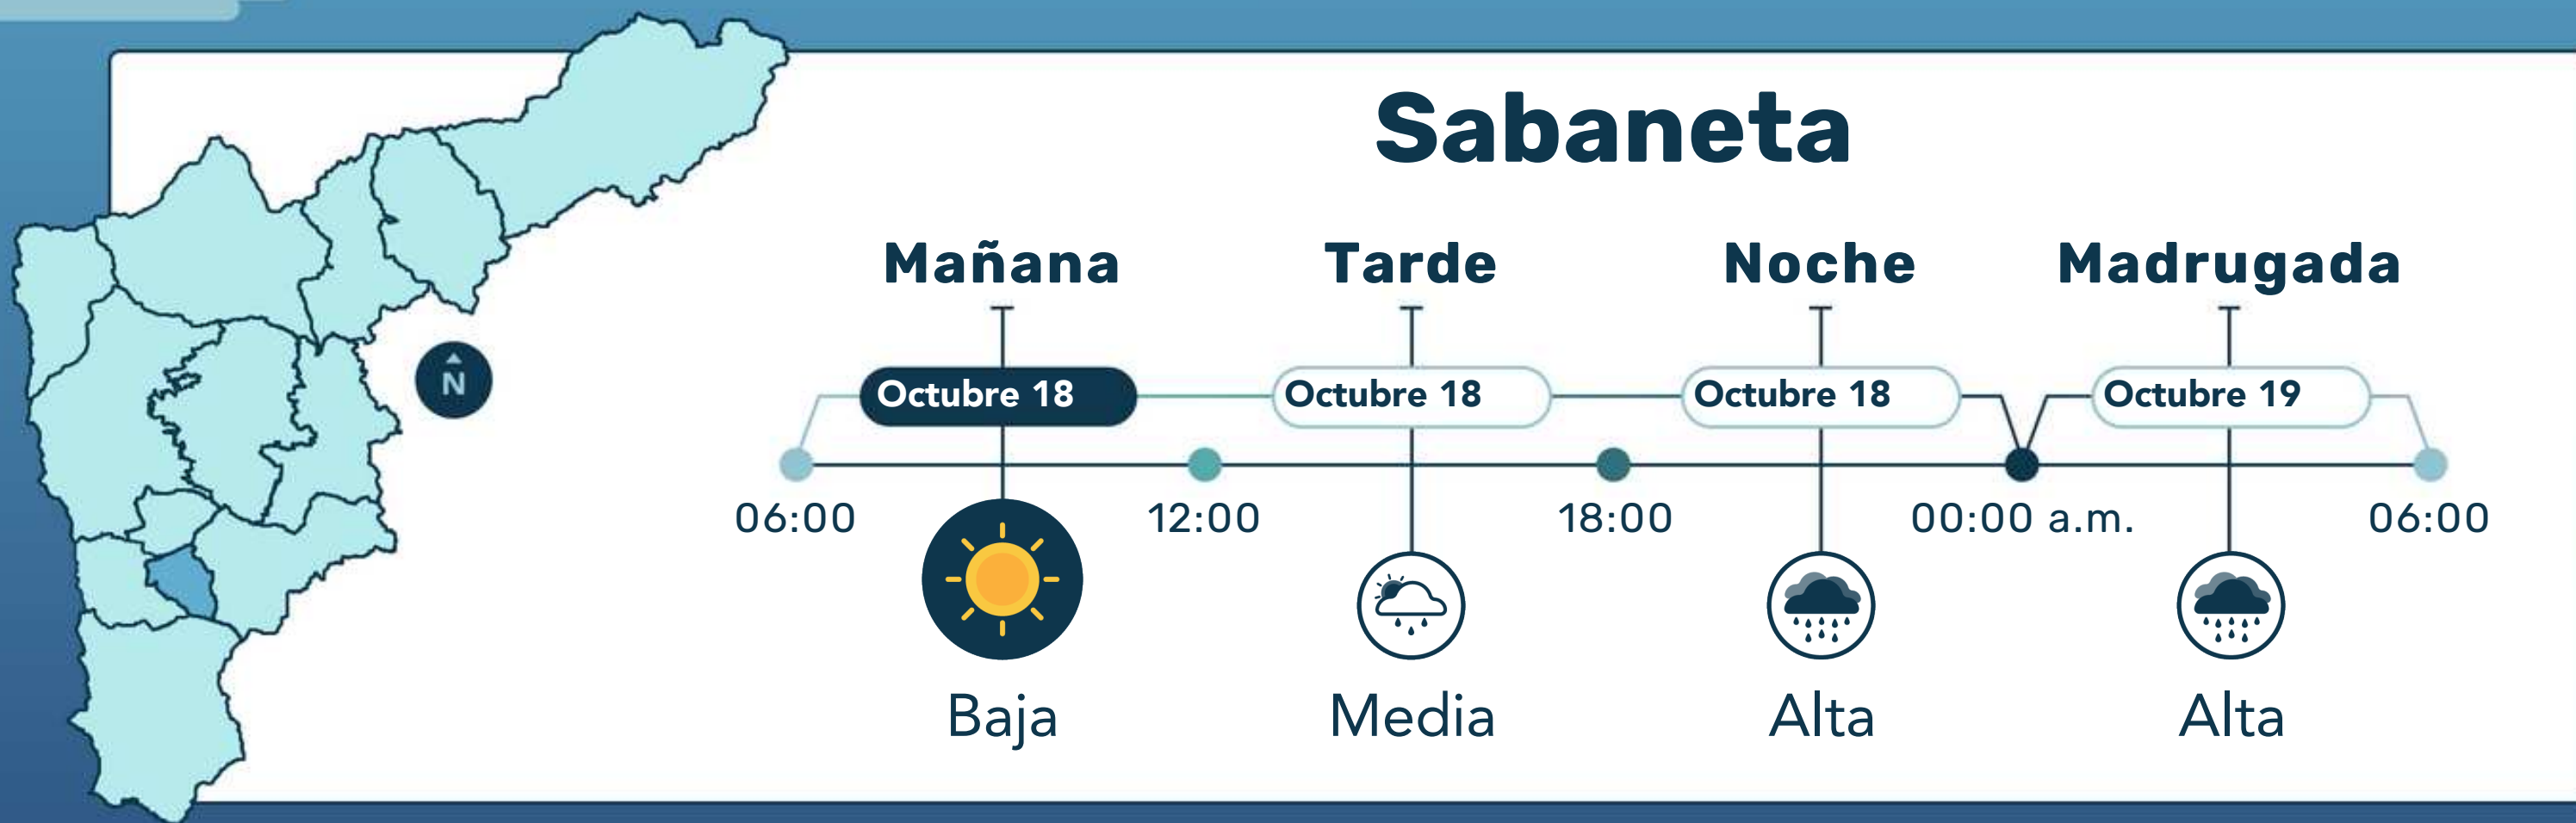 Sabaneta
Mañana Tarde Noche Madrugada
N
Octubre 18 Octubre 18 Octubre 18 Octubre 19
06:00 12:00 18:00 00:00 a.m. 06:00
Baja Media Alta Alta